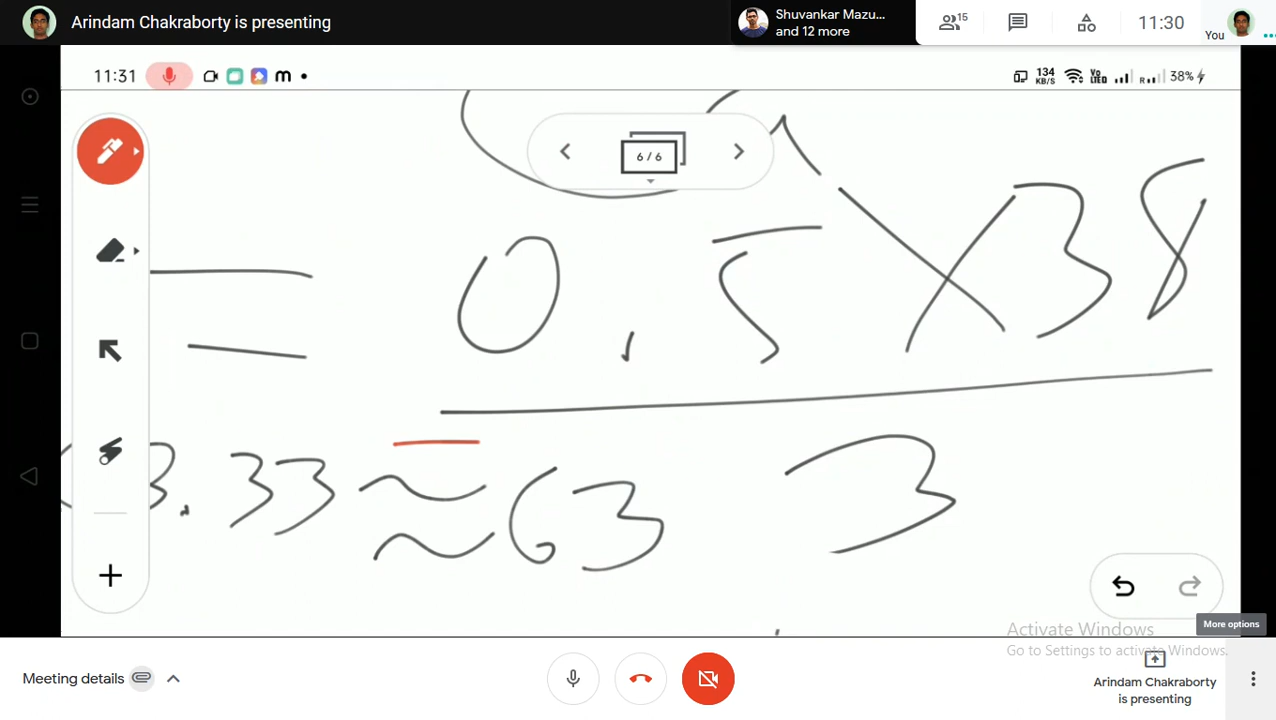 Arindam Chakraborty is presenting
Shuvankar Mazu...
and 12 more
15
11:30
You
11:31
m
134
KB/S
Vo
LTE
R
38%
6 / 6
= 0.5 × 38
3
3.33 ≈ 63
Activate Windows
Go to Settings to activate Windows.
More options
Meeting details
Arindam Chakraborty
is presenting